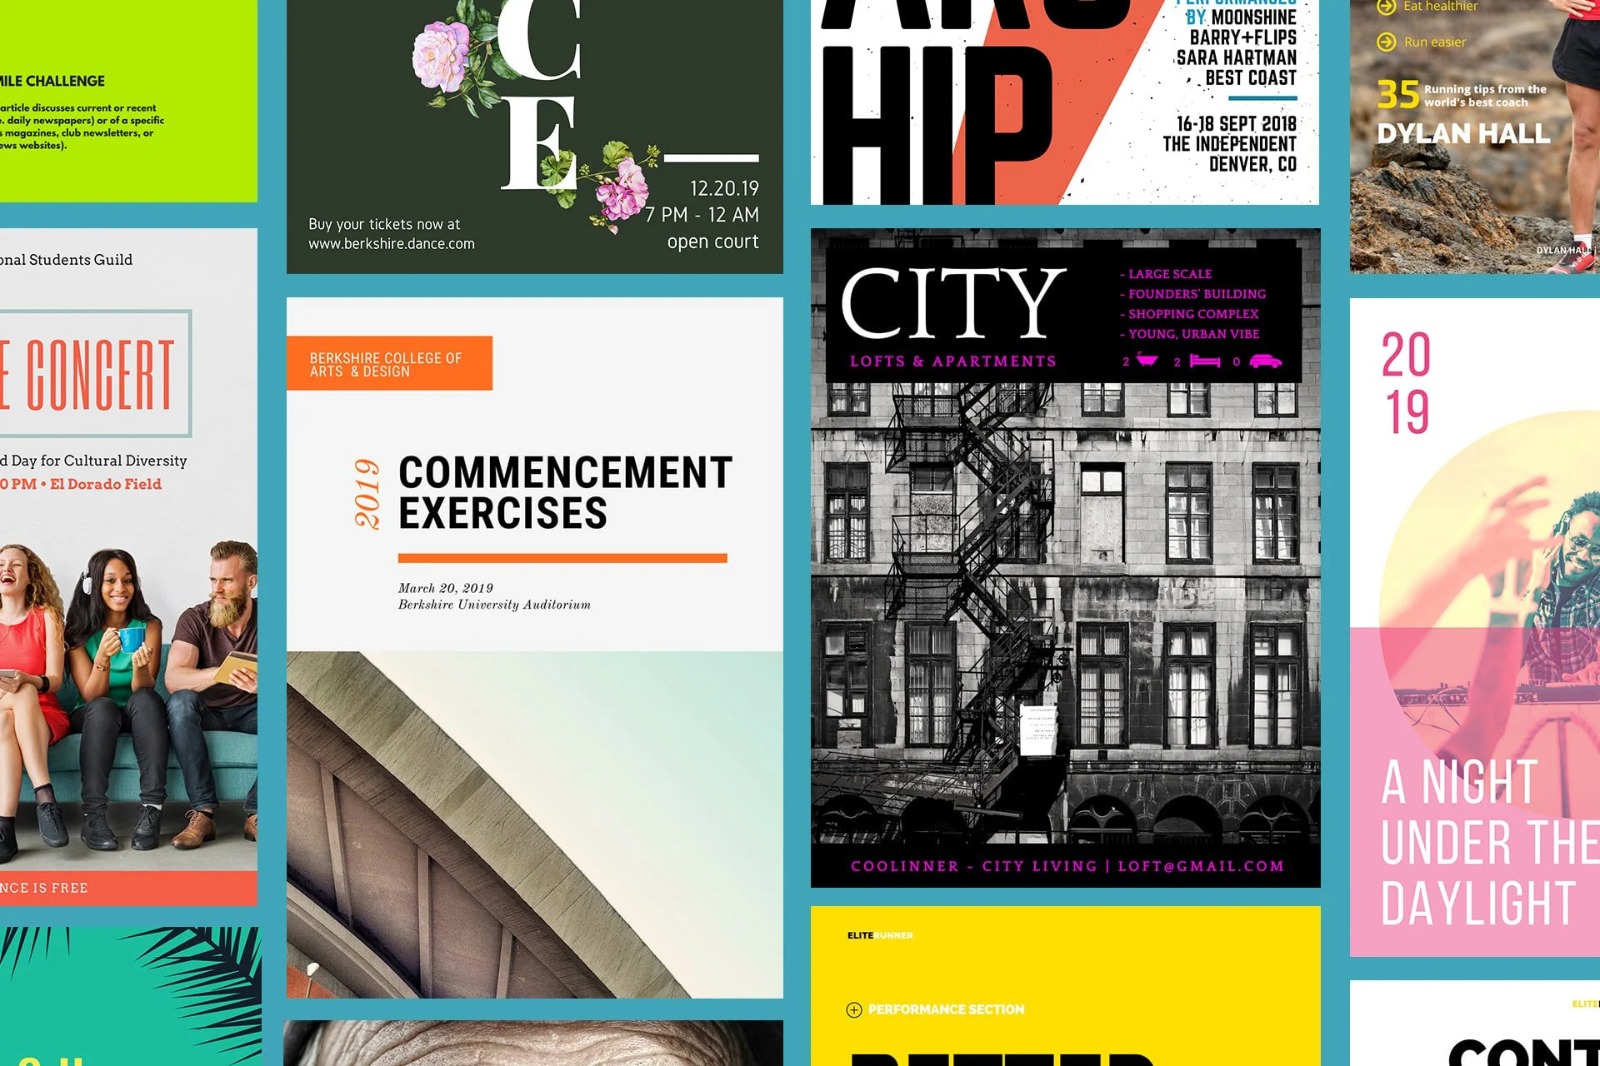 MILE CHALLENGE
article discusses current or recent
daily newspapers) or of a specific
magazines, club newsletters, or
news websites).
onal Students Guild
E CONCERT
d Day for Cultural Diversity
0 PM • El Dorado Field
NCE IS FREE
C
E
12.20.19
7 PM - 12 AM
open court
Buy your tickets now at
www.berkshire.dance.com
BERKSHIRE COLLEGE OF
ARTS & DESIGN
2019
COMMENCEMENT
EXERCISES
March 20, 2019
Berkshire University Auditorium
HIP
BY MOONSHINE
BARRY+FLIPS
SARA HARTMAN
BEST COAST
16-18 SEPT 2018
THE INDEPENDENT
DENVER, CO
CITY
LOFTS & APARTMENTS
- LARGE SCALE
- FOUNDERS' BUILDING
- SHOPPING COMPLEX
- YOUNG, URBAN VIBE
2 2 0
COOLINNER - CITY LIVING | LOFT@GMAIL.COM
ELITERUNNER
PERFORMANCE SECTION
BETTER
Eat healthier
Run easier
35 Running tips from the
world's best coach
DYLAN HALL
DYLAN HALL
20
19
A NIGHT
UNDER THE
DAYLIGHT
ELITE
CONT